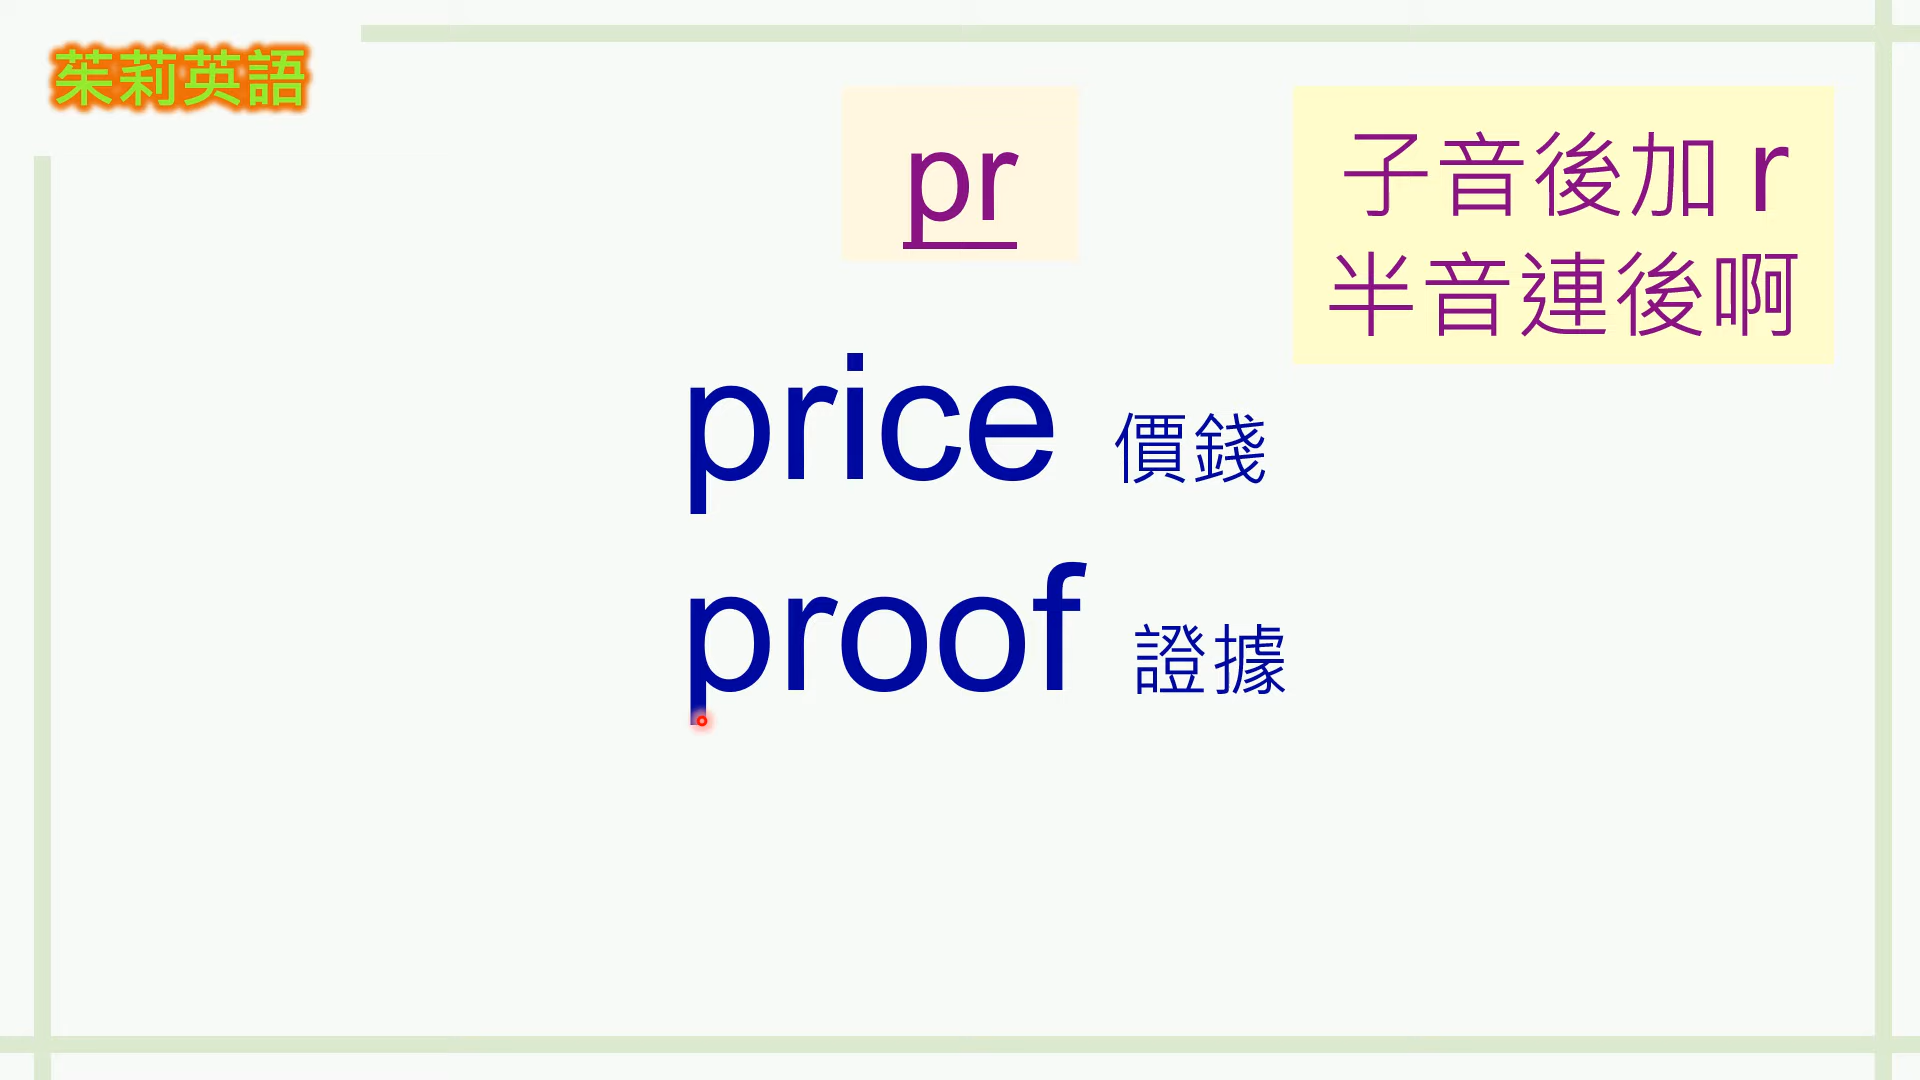 茱莉英語
pr
子音後加 r
半音連後啊
price 價錢
proof 證據